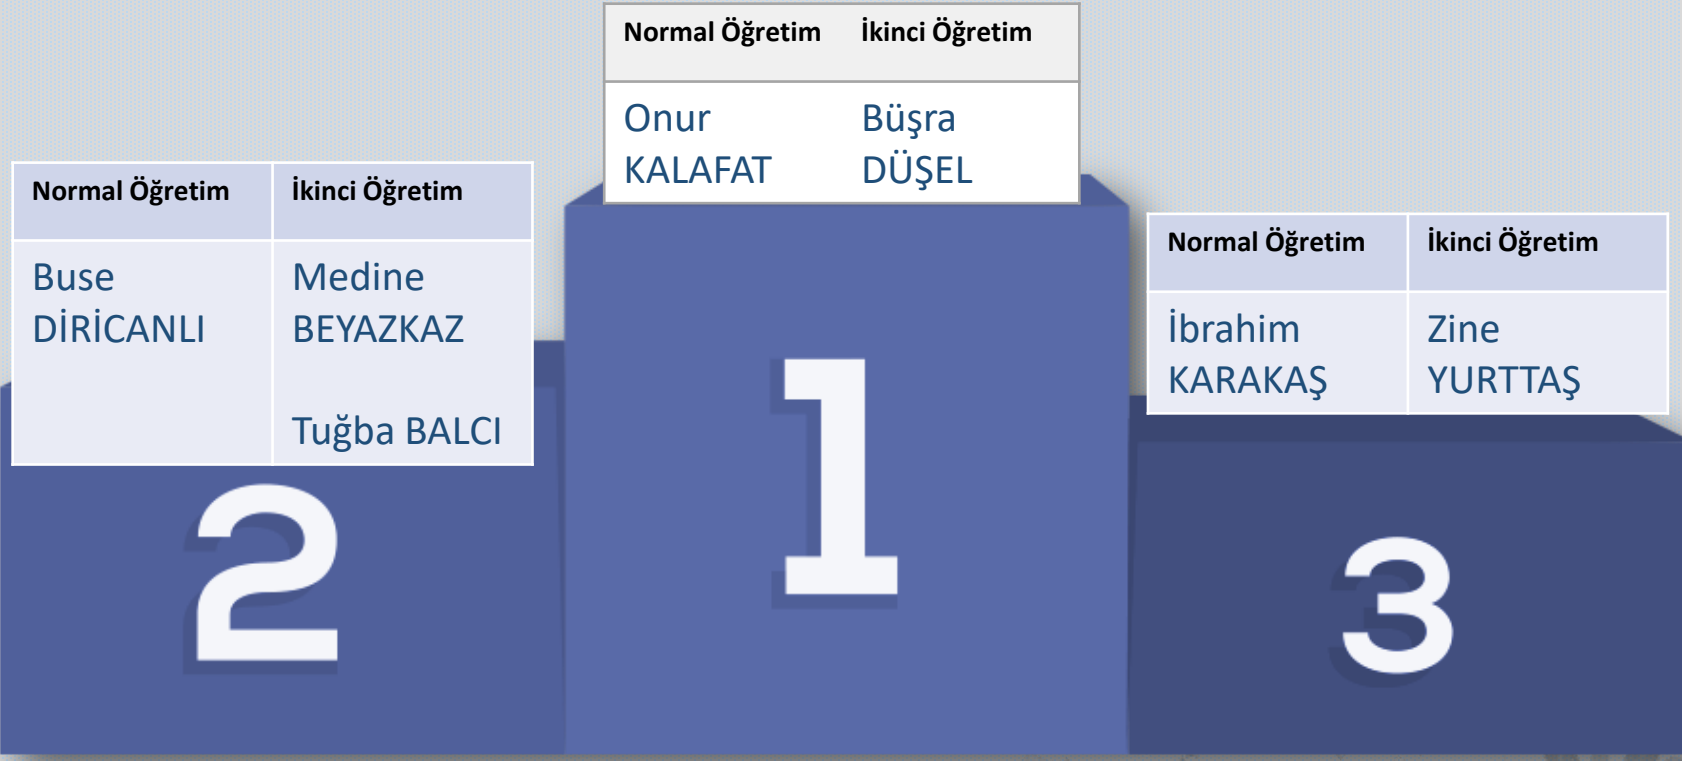 Normal Öğretim İkinci Öğretim
Onur Büşra
KALAFAT DÜŞEL
Normal Öğretim İkinci Öğretim
Buse Medine
DİRİCANLI BEYAZKAZ
Tuğba BALCI
Normal Öğretim İkinci Öğretim
İbrahim Zine
KARAKAŞ YURTTAŞ
2
1
3